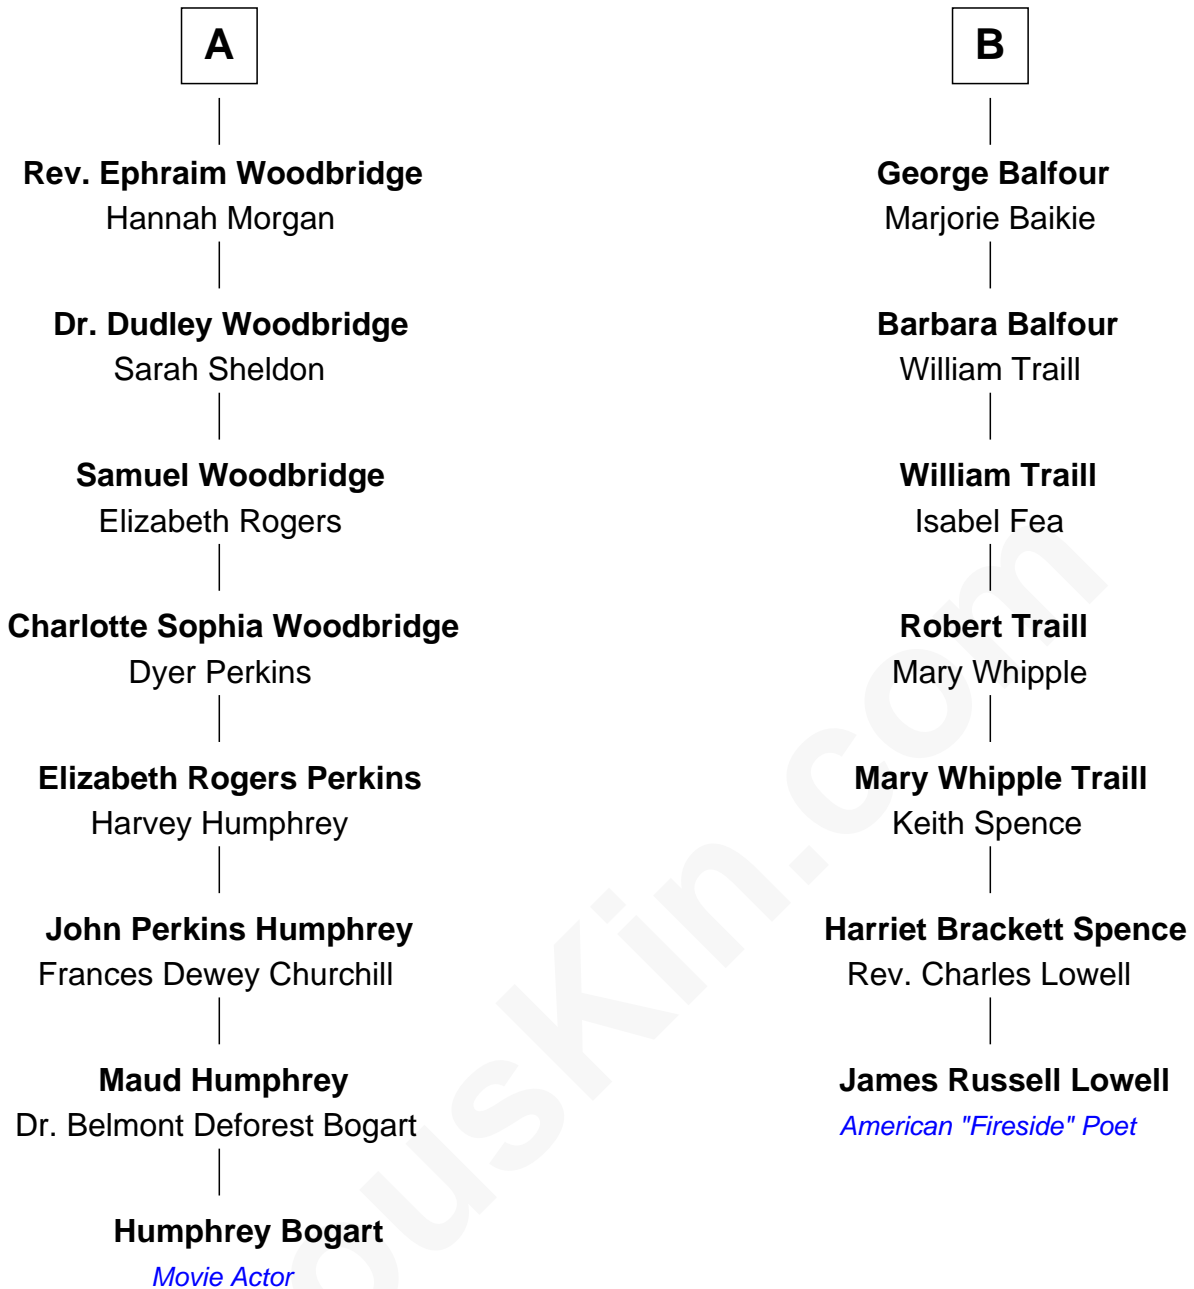 A
Rev. Ephraim Woodbridge
Hannah Morgan
Dr. Dudley Woodbridge
Sarah Sheldon
Samuel Woodbridge
Elizabeth Rogers
Charlotte Sophia Woodbridge
Dyer Perkins
Elizabeth Rogers Perkins
Harvey Humphrey
John Perkins Humphrey
Frances Dewey Churchill
Maud Humphrey
Dr. Belmont Deforest Bogart
Humphrey Bogart
Movie Actor
B
George Balfour
Marjorie Baikie
Barbara Balfour
William Traill
William Traill
Isabel Fea
Robert Traill
Mary Whipple
Mary Whipple Traill
Keith Spence
Harriet Brackett Spence
Rev. Charles Lowell
James Russell Lowell
American "Fireside" Poet
ousKin.com